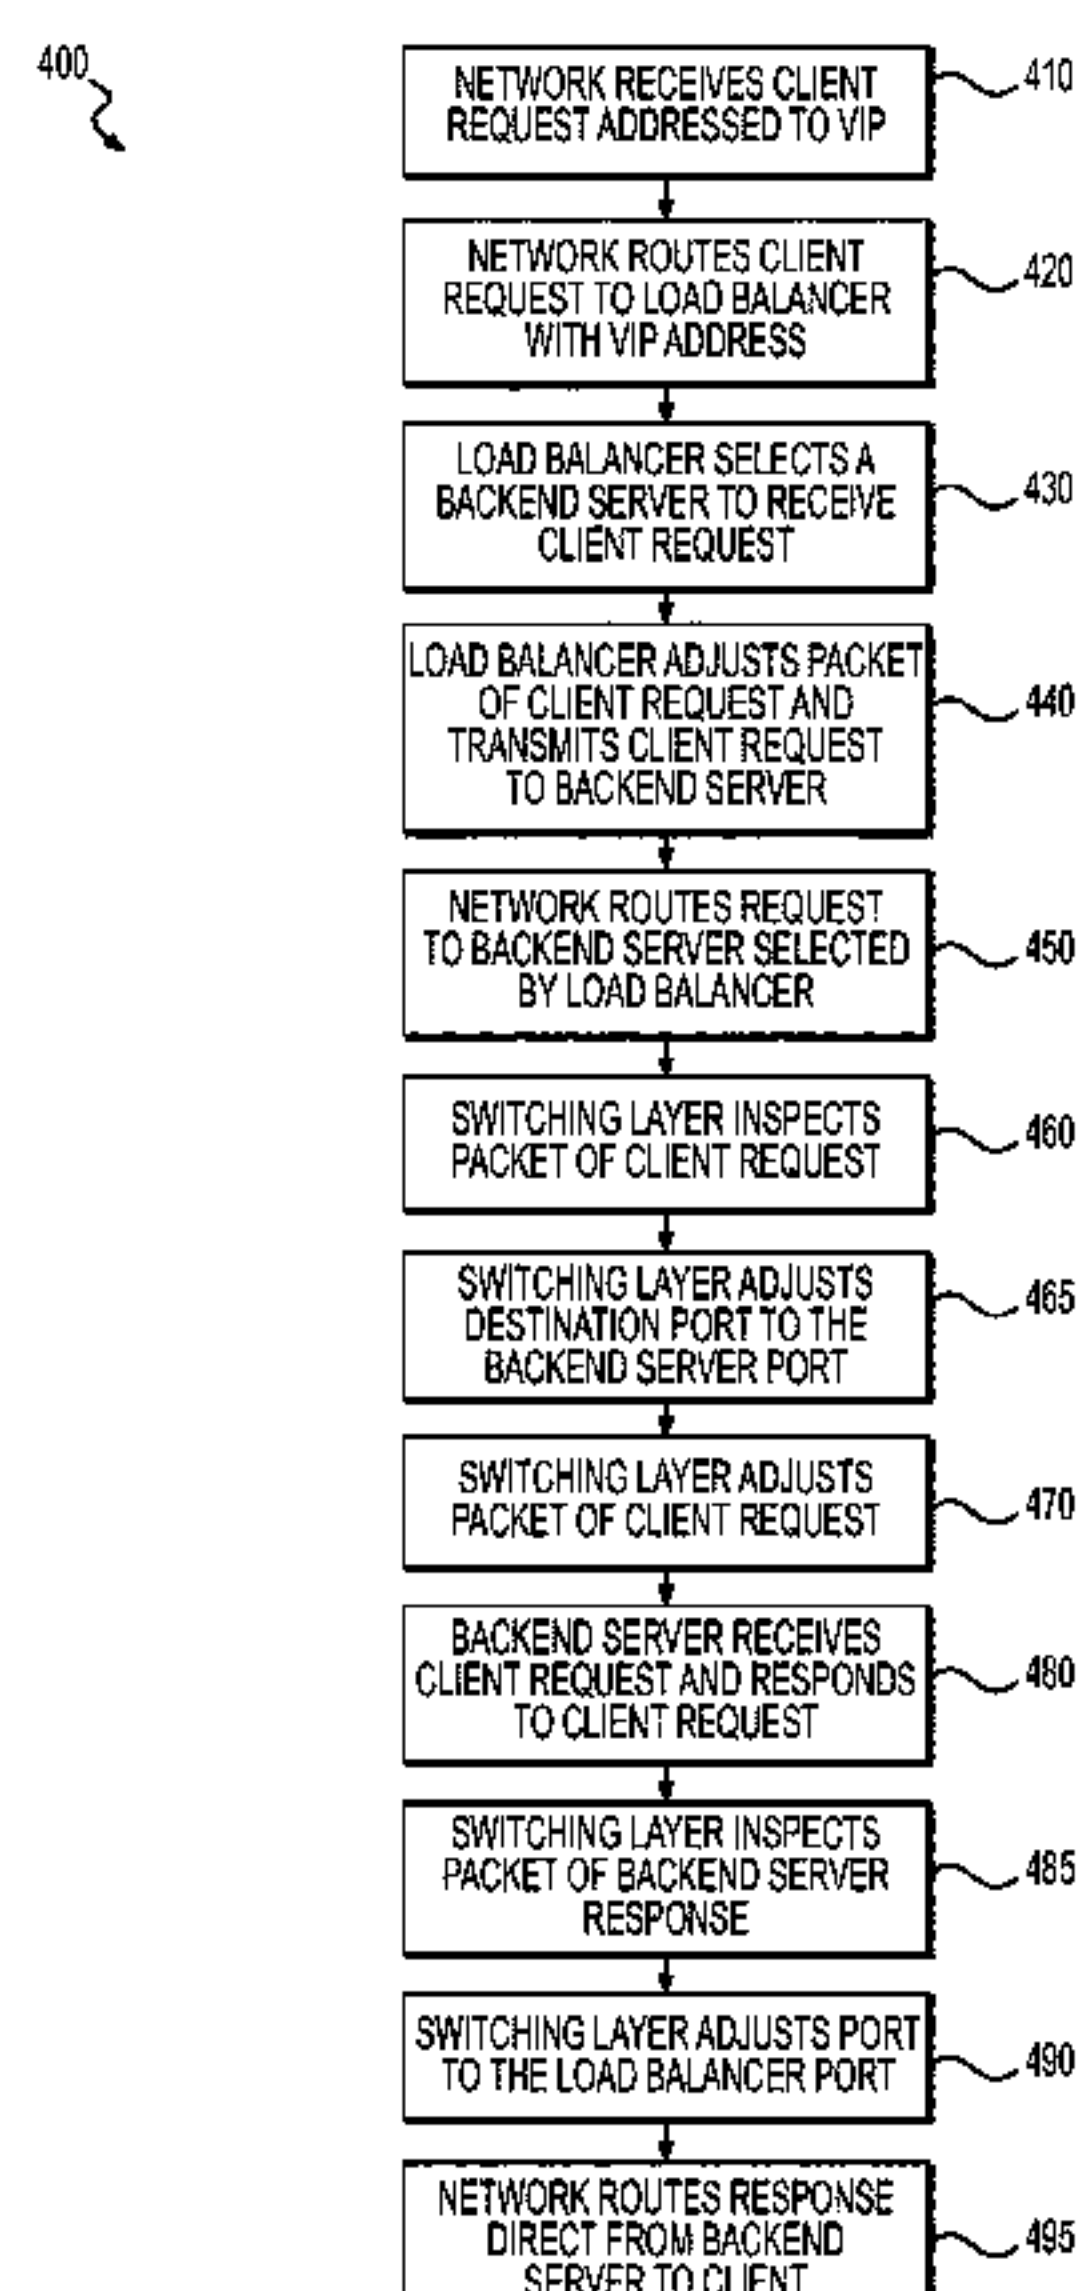 400
NETWORK RECEIVES CLIENT
REQUEST ADDRESSED TO VIP
410
NETWORK ROUTES CLIENT
REQUEST TO LOAD BALANCER
WITH VIP ADDRESS
420
LOAD BALANCER SELECTS A
BACKEND SERVER TO RECEIVE
CLIENT REQUEST
430
LOAD BALANCER ADJUSTS PACKET
OF CLIENT REQUEST AND
TRANSMITS CLIENT REQUEST
TO BACKEND SERVER
440
NETWORK ROUTES REQUEST
TO BACKEND SERVER SELECTED
BY LOAD BALANCER
450
SWITCHING LAYER INSPECTS
PACKET OF CLIENT REQUEST
460
SWITCHING LAYER ADJUSTS
DESTINATION PORT TO THE
BACKEND SERVER PORT
465
SWITCHING LAYER ADJUSTS
PACKET OF CLIENT REQUEST
470
BACKEND SERVER RECEIVES
CLIENT REQUEST AND RESPONDS
TO CLIENT REQUEST
480
SWITCHING LAYER INSPECTS
PACKET OF BACKEND SERVER
RESPONSE
485
SWITCHING LAYER ADJUSTS PORT
TO THE LOAD BALANCER PORT
490
NETWORK ROUTES RESPONSE
DIRECT FROM BACKEND
SERVER TO CLIENT
495